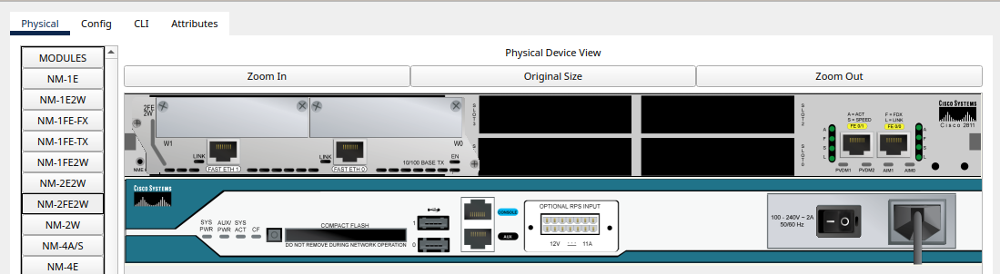 Physical Config CLI Attributes
MODULES
NM-1E
NM-1E2W
NM-1FE-FX
NM-1FE-TX
NM-1FE2W
NM-2E2W
NM-2FE2W
NM-2W
NM-4A/S
NM-4E
Physical Device View
Zoom In Original Size Zoom Out
2FE
2W
W1
W0
LINK
FAST ETH 1
LINK
FAST ETH 0
10/100 BASE TX
EN
NME
SLOT
SLOT
A=ACT
S=SPEED
F=FDX
L=LINK
FE 0/1
FE 0/0
A
F
S
L
A
F
S
L
PVDM1 PVDM2 AIM1 AIM0
CISCO SYSTEMS
Cisco 2811
CISCO SYSTEMS
SYS
PWR
AUX/
PWR
SYS
ACT
CF
COMPACT FLASH
DO NOT REMOVE DURING NETWORK OPERATION
1
0
CONSOLE
AUX
OPTIONAL RPS INPUT
12V 11A
100 - 240V ~ 2A
50/60 Hz